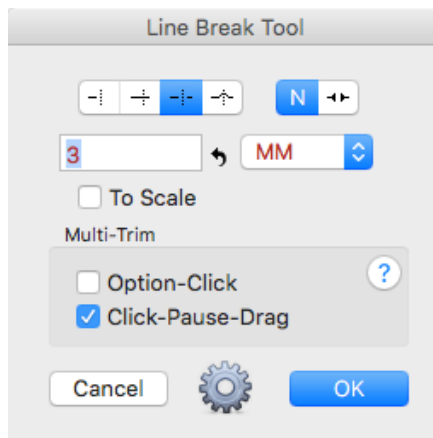 Line Break Tool
N
3 MM
To Scale
Multi-Trim
Option-Click ?
Click-Pause-Drag
Cancel OK